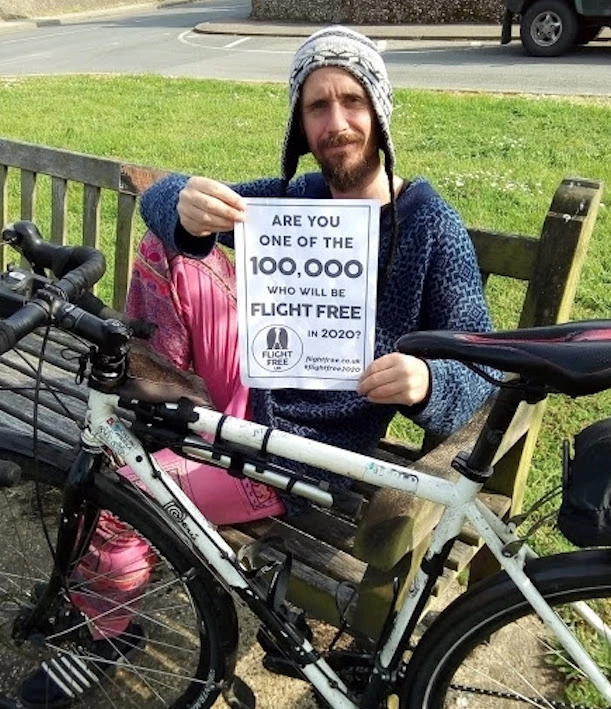 ARE YOU
ONE OF THE
100,000
WHO WILL BE
FLIGHT FREE
IN 2020?
FLIGHT
FREE
UK
flightfree.co.uk
#flightfree2020
Perú